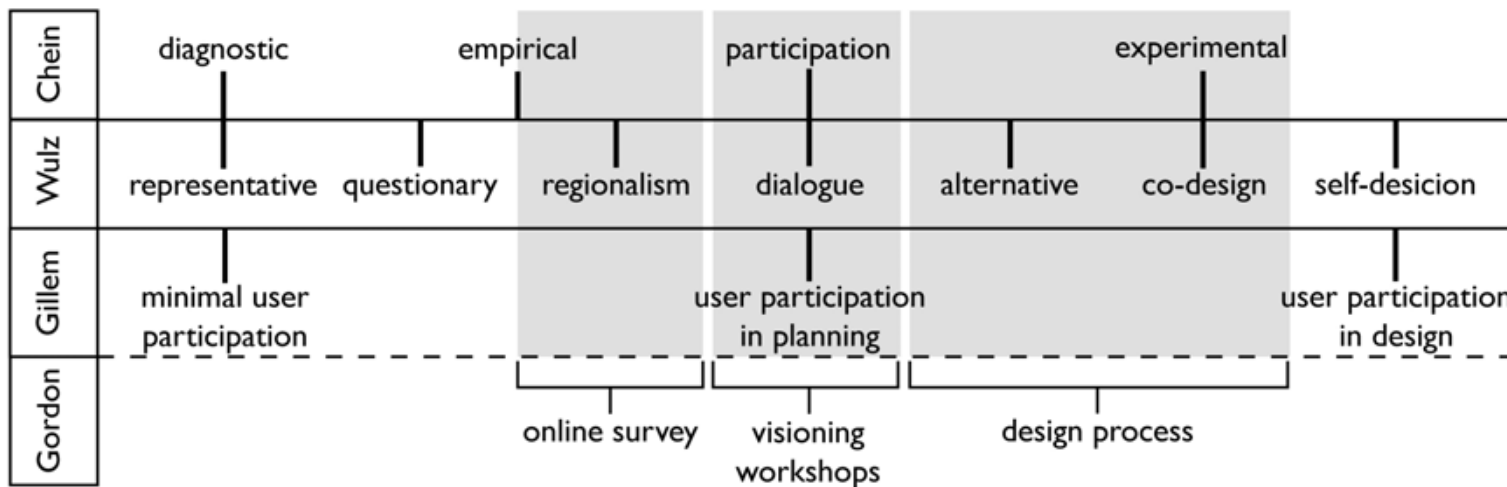 Chein
diagnostic
empirical
participation
experimental
Wulz
representative
questionary
regionalism
dialogue
alternative
co-design
self-desicion
Gillem
minimal user
participation
user participation
in planning
user participation
in design
Gordon
online survey
visioning
workshops
design process